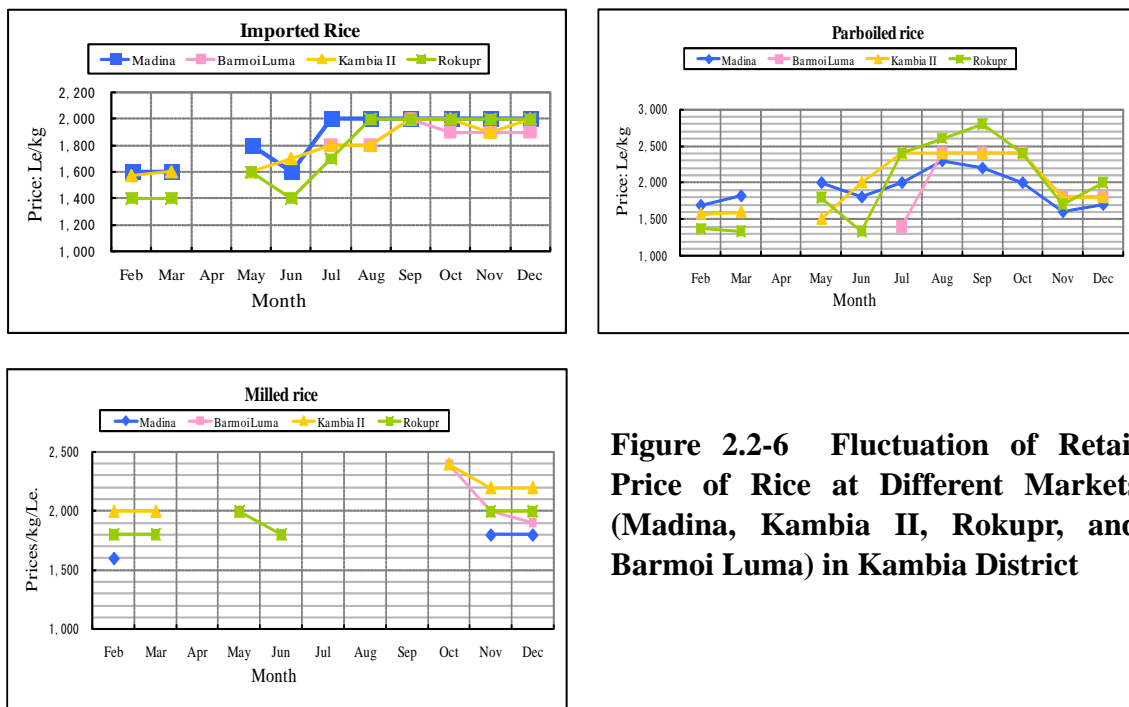 Imported Rice
Madina BarmoiLuma Kambia II Rokupr
Price: Le/kg
2,200
2,000
1,800
1,600
1,400
1,200
1,000
Feb Mar Apr May Jun Jul Aug Sep Oct Nov Dec
Month
Parboiled rice
Madina BarmoiLuma Kambia II Rokupr
Price: Le/kg
3,000
2,500
2,000
1,500
1,000
Feb Mar Apr May Jun Jul Aug Sep Oct Nov Dec
Month
Milled rice
Madina BarmoiLuma Kambia II Rokupr
Prices/kg/Le.
2,500
2,000
1,500
1,000
Feb Mar Apr May Jun Jul Aug Sep Oct Nov Dec
Month
Figure 2.2-6 Fluctuation of Retai
Price of Rice at Different Markets
(Madina, Kambia II, Rokupr, and
Barmoi Luma) in Kambia District